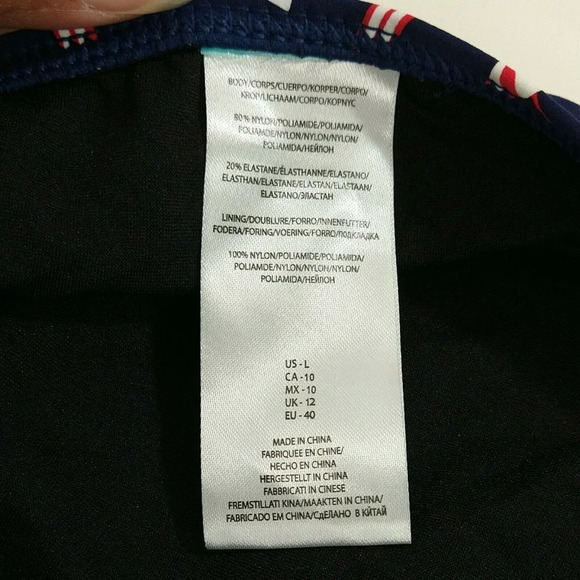 BODY/CORPS/CUERPO/KORPER/CORPO/
KROP/LICHAAM/CORPO/КОРПУС
80% NYLON/POLIAMIDE/POLIAMIDA/
POLIAMIDE/NYLON/NYLON/NYLON/
POLIAMIDA/НЕЙЛОН
20% ELASTANE/ÉLASTHANNE/ELASTANO/
ELASTHAN/ELASTANE/ELASTAN/ELASTAAN/
ELASTANO/ЭЛАСТАН
LINING/DOUBLURE/FORRO/INNENFUTTER/
FODERA/FORING/VOERING/FORRO/ПОДКЛАДКА
100% NYLON/POLIAMIDE/POLIAMIDA/
POLIAMDE/NYLON/NYLON/NYLON/
POLIAMIDA/НЕЙЛОН
US - L
CA - 10
MX - 10
UK - 12
EU - 40
MADE IN CHINA
FABRIQUEE EN CHINE/
HECHO EN CHINA
HERGESTELLT IN CHINA
FABBRICATI IN CINESE
FREMSTILLATI KINA/MAAKTEN IN CHINA/
FABRICADO EM CHINA/СДЕЛАНО В КИТАЙ